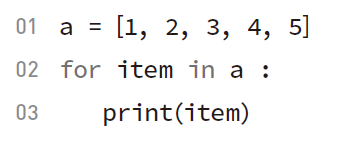 01 a = [1, 2, 3, 4, 5]
02 for item in a :
03     print(item)